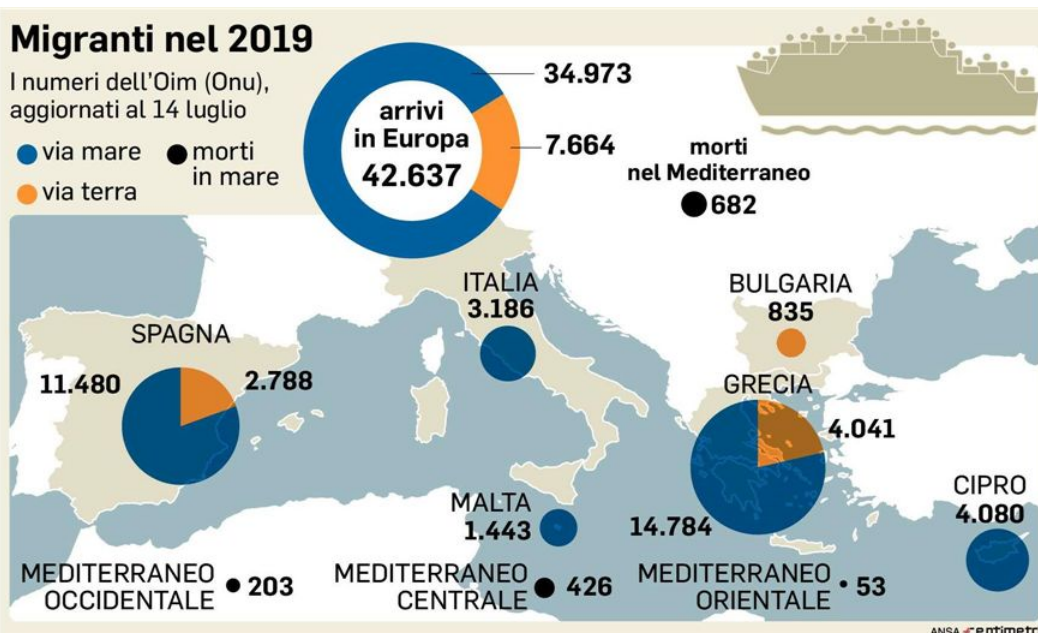 Migranti nel 2019
I numeri dell'Oim (Onu),
aggiornati al 14 luglio
via mare
morti
in mare
via terra
arrivi
in Europa
42.637
34.973
7.664
morti
nel Mediterraneo
682
SPAGNA
11.480
2.788
ITALIA
3.186
BULGARIA
835
GRECIA
4.041
14.784
MALTA
1.443
CIPRO
4.080
MEDITERRANEO
OCCIDENTALE
203
MEDITERRANEO
CENTRALE
426
MEDITERRANEO
ORIENTALE
53
ANSA centimetr